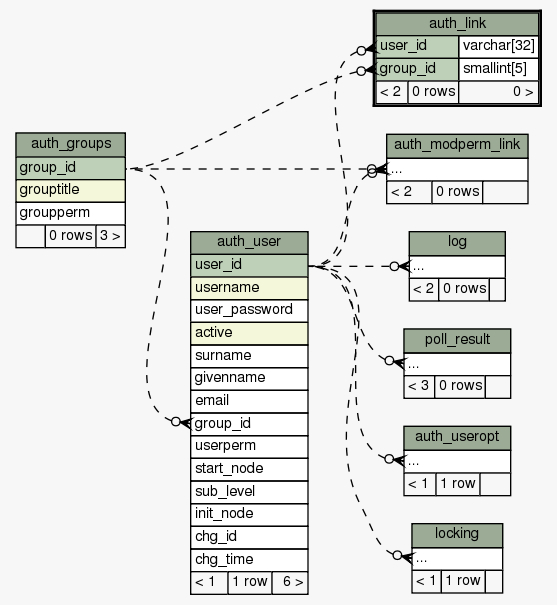 auth_link
user_id varchar[32]
group_id smallint[5]
< 2 0 rows 0 >
auth_groups
group_id
grouptitle
groupperm
0 rows 3 >
auth_modperm_link
...
< 2 0 rows
auth_user
user_id
username
user_password
active
surname
givenname
email
group_id
userperm
start_node
sub_level
init_node
chg_id
chg_time
< 1 1 row 6 >
log
...
< 2 0 rows
poll_result
...
< 3 0 rows
auth_useropt
...
< 1 1 row
locking
...
< 1 1 row